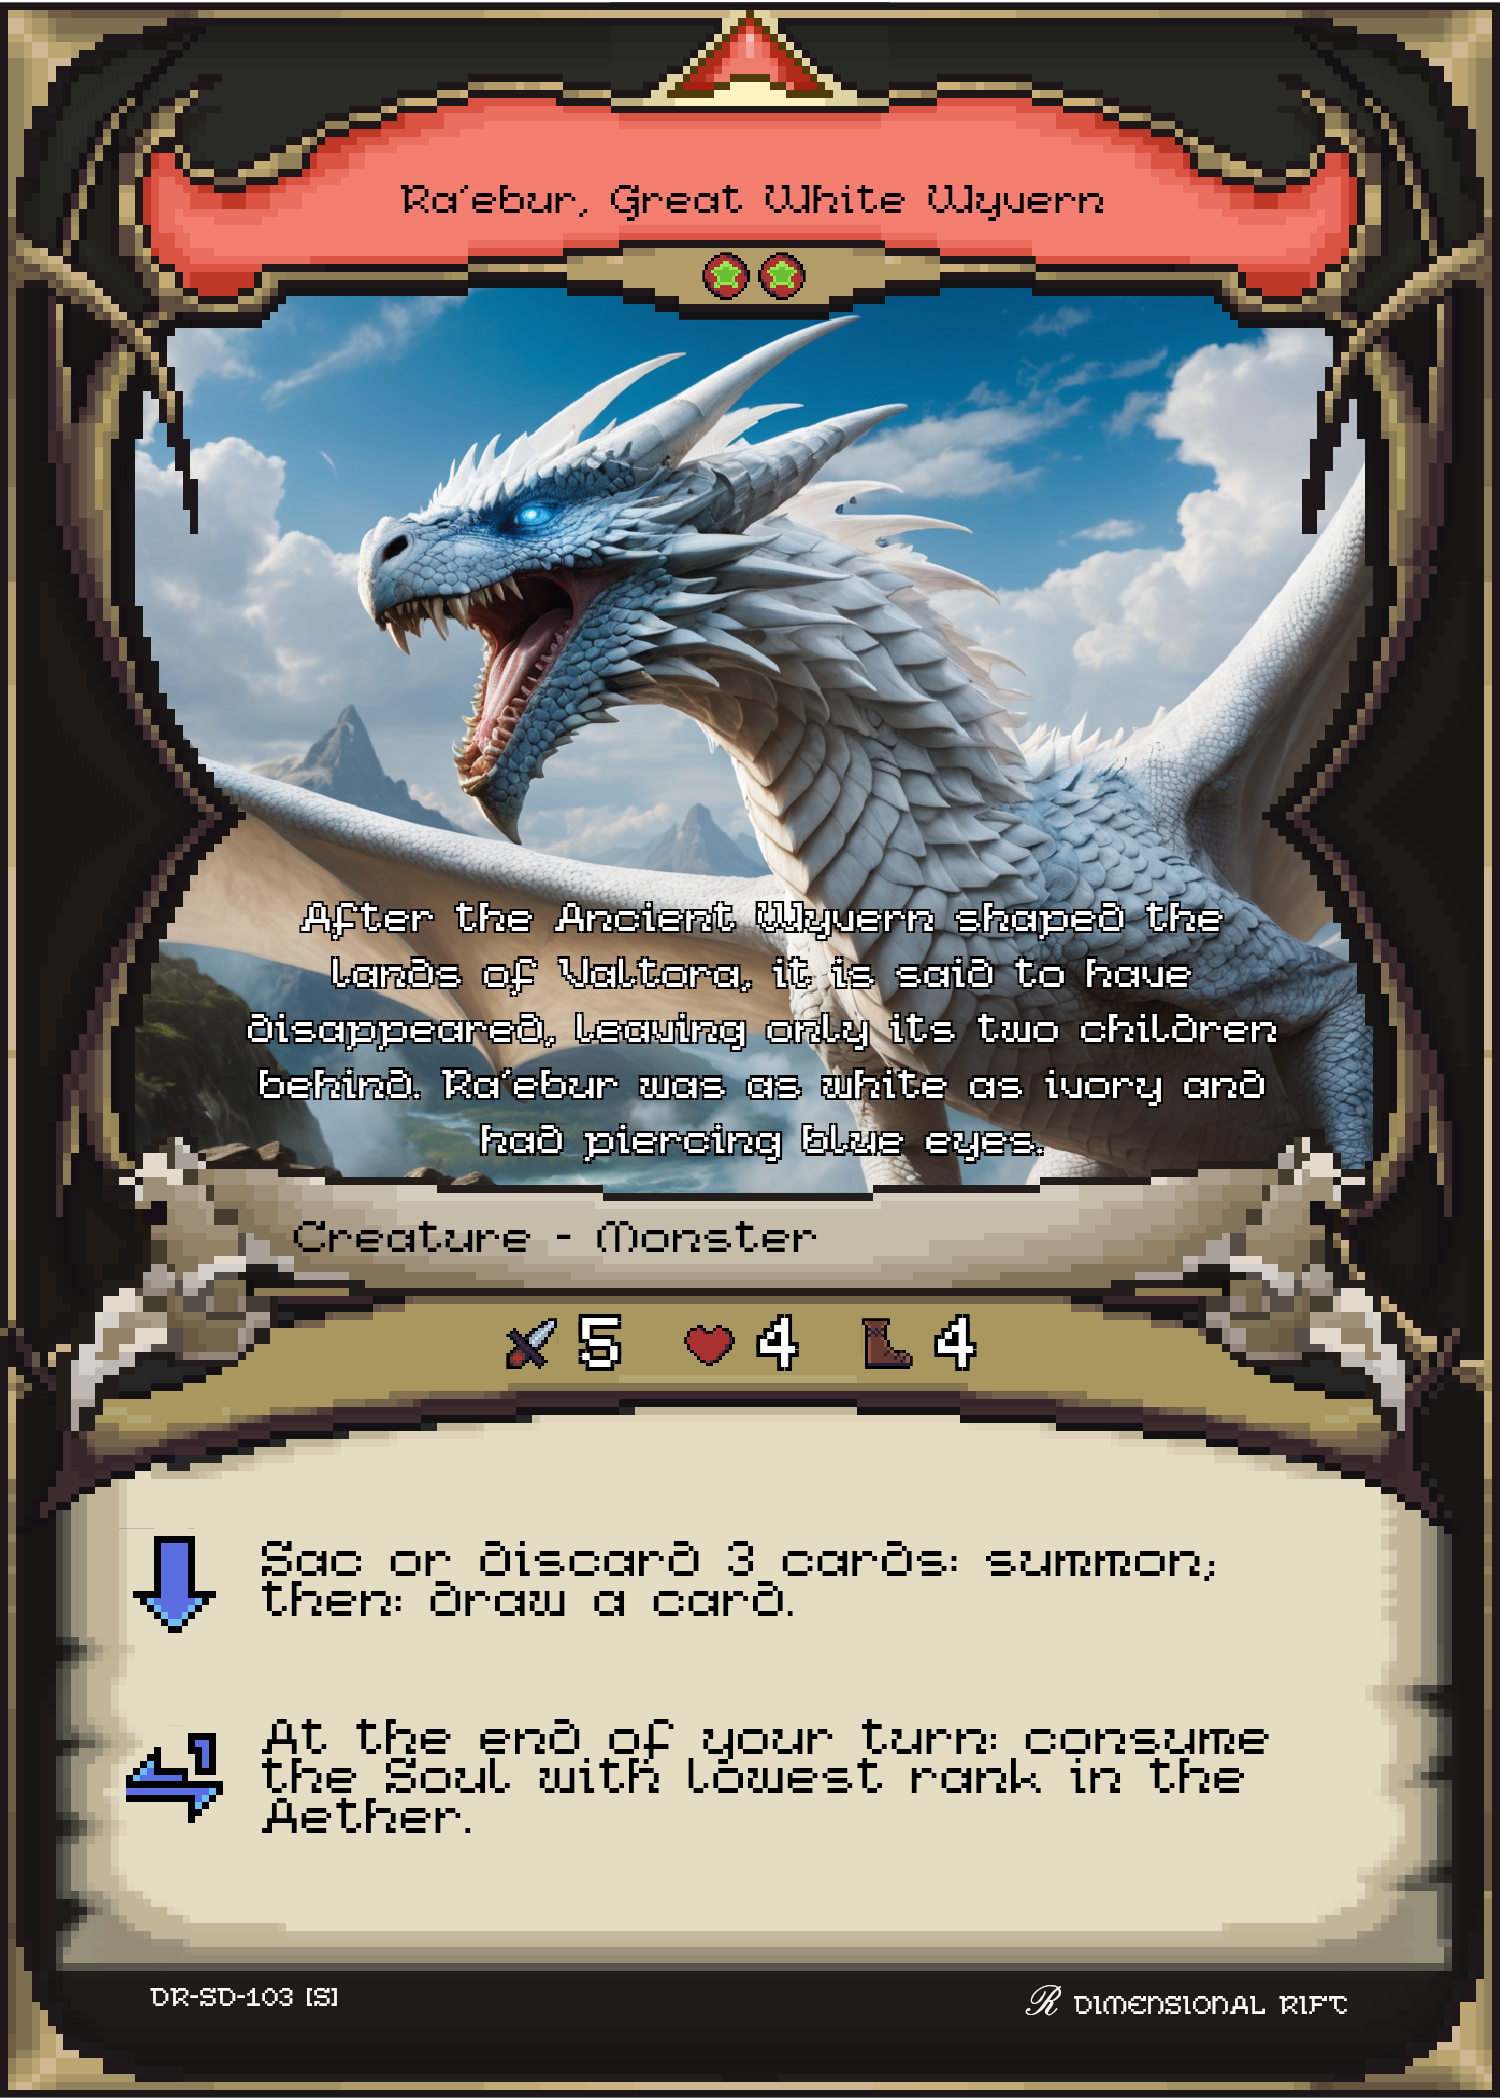 Ra'ebur, Great White Wyvern
After the Ancient Wyvern shaped the
lands of Valtora, it is said to have
disappeared, leaving only its two children
behind. Ra'ebur was as white as ivory and
had piercing blue eyes.
Creature - Monster
5 4 4
Sac or discard 3 cards: summon;
then: draw a card.
1
At the end of your turn: consume
the Soul with lowest rank in the
Aether.
DR-SD-103 [S]
R DIMENSIONAL RIFT